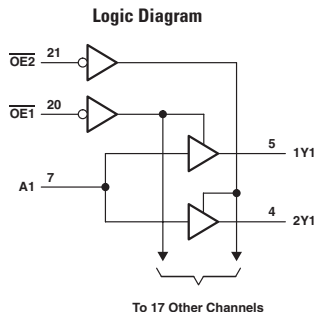 Logic Diagram
OE2 21
OE1 20
5 1Y1
A1 7
4 2Y1
To 17 Other Channels